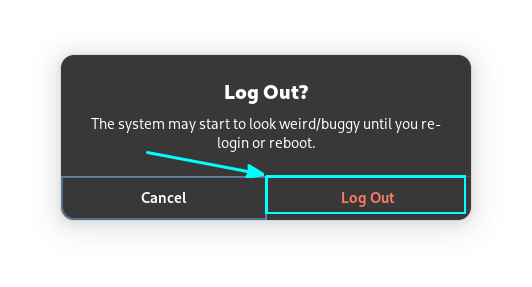 Log Out?
The system may start to look weird/buggy until you re-
login or reboot.
Cancel
Log Out